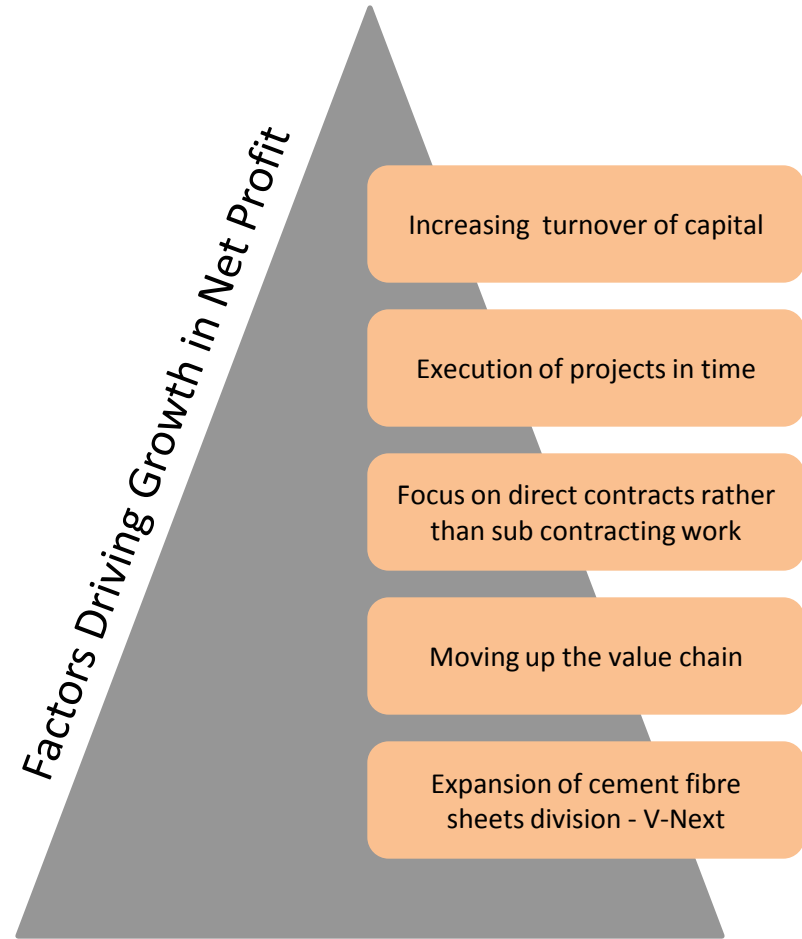 Factors Driving Growth in Net Profit
Increasing turnover of capital
Execution of projects in time
Focus on direct contracts rather
than sub contracting work
Moving up the value chain
Expansion of cement fibre
sheets division - V-Next